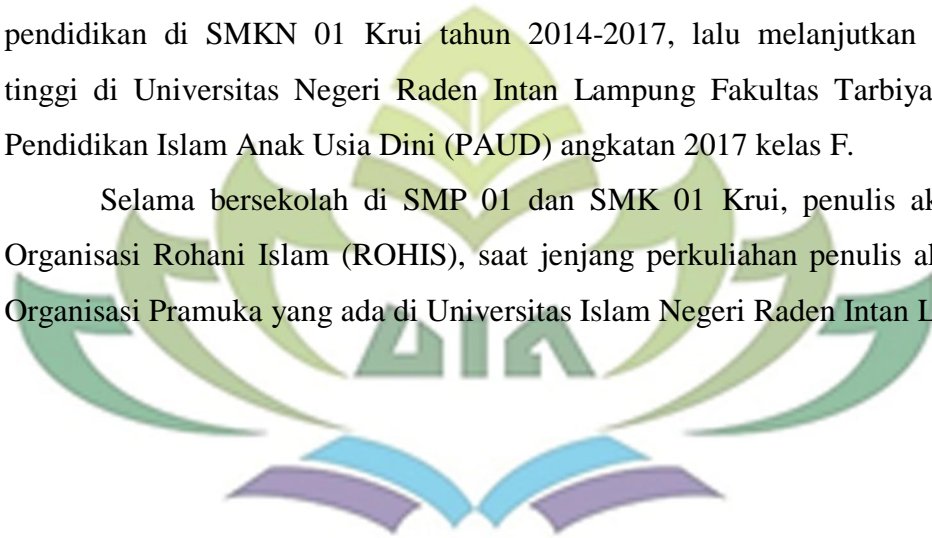 pendidikan di SMKN 01 Krui tahun 2014-2017, lalu melanjutkan
tinggi di Universitas Negeri Raden Intan Lampung Fakultas Tarbiya
Pendidikan Islam Anak Usia Dini (PAUD) angkatan 2017 kelas F.
Selama bersekolah di SMP 01 dan SMK 01 Krui, penulis ak
Organisasi Rohani Islam (ROHIS), saat jenjang perkuliahan penulis a
Organisasi Pramuka yang ada di Universitas Islam Negeri Raden Intan L